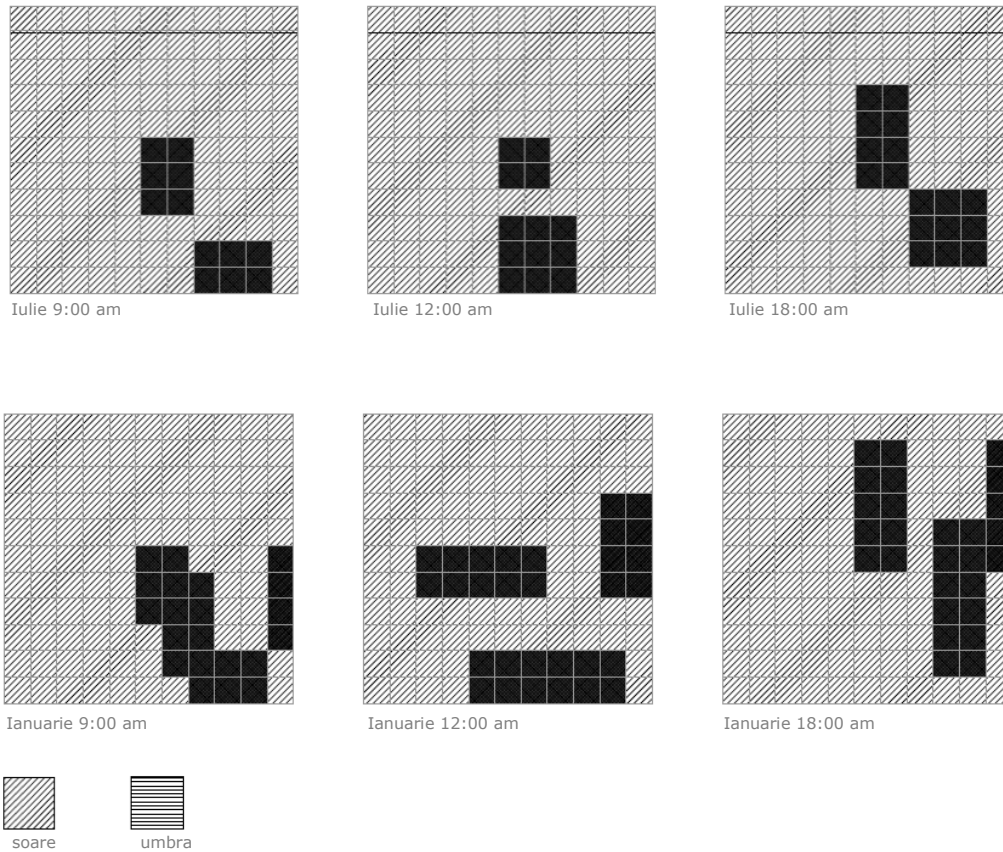 Iulie 9:00 am
Iulie 12:00 am
Iulie 18:00 am
Ianuarie 9:00 am
Ianuarie 12:00 am
Ianuarie 18:00 am
soare
umbra